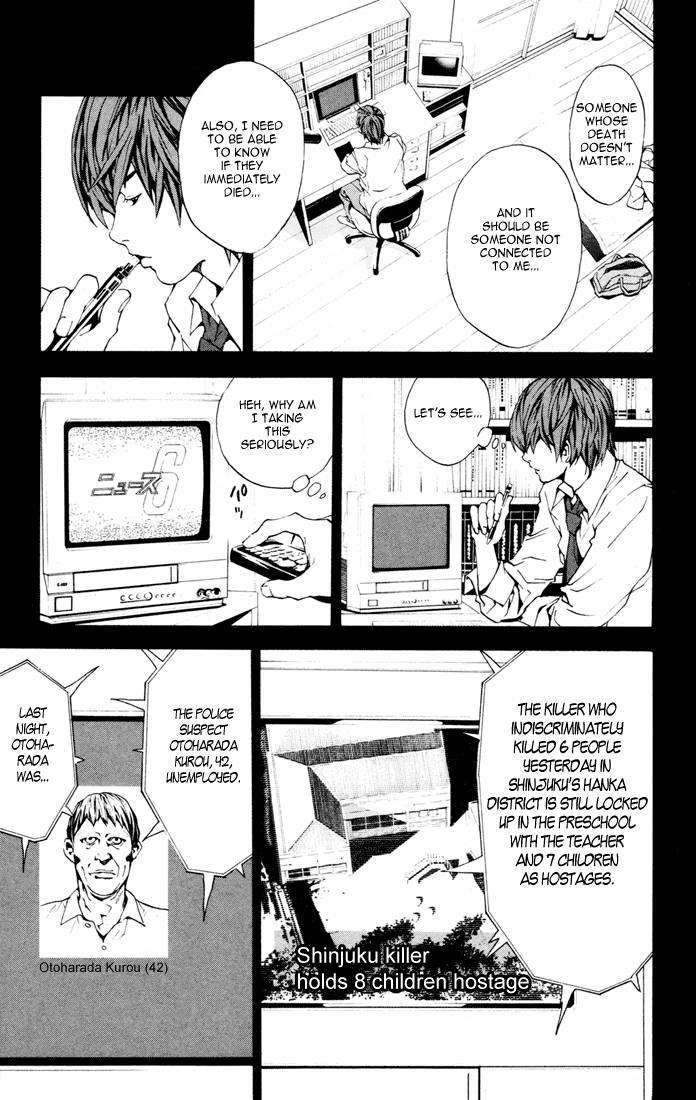 SOMEONE
WHOSE
DEATH
DOESN'T
MATTER...
AND IT
SHOULD BE
SOMEONE NOT
CONNECTED
TO ME...
ALSO, I NEED
TO BE ABLE
TO KNOW
IF THEY
IMMEDIATELY
DIED...
LET'S SEE...
HEH, WHY AM
I TAKING
THIS
SERIOUSLY?
ピッ
ニュース6
THE KILLER WHO
INDISCRIMINATELY
KILLED 6 PEOPLE
YESTERDAY IN
SHINJUKU'S HANKA
DISTRICT IS STILL LOCKED
UP IN THE PRESCHOOL
WITH THE TEACHER
AND 7 CHILDREN
AS HOSTAGES.
Shinjuku killer
holds 8 children hostage
THE POLICE
SUSPECT
OTOHARADA
KUROU, 42,
UNEMPLOYED.
LAST
NIGHT,
OTOHA-
RADA
WAS...
Otoharada Kurou (42)